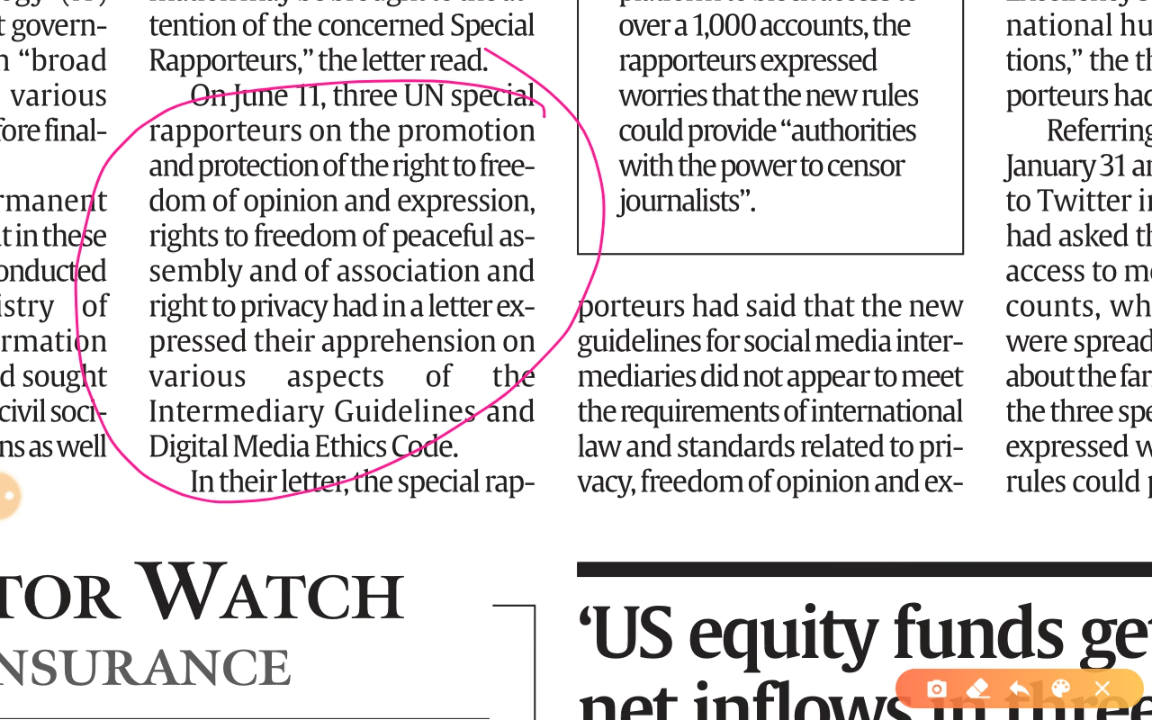 t govern-
n “broad
various
fore final-
rmanent
t in these
onducted
istry of
rmation
d sought
civil soci-
ns as well
tention of the concerned Special
Rapporteurs,” the letter read.
On June 11, three UN special
rapporteurs on the promotion
and protection of the right to free-
dom of opinion and expression,
rights to freedom of peaceful as-
sembly and of association and
right to privacy had in a letter ex-
pressed their apprehension on
various aspects of the
Intermediary Guidelines and
Digital Media Ethics Code.
In their letter, the special rap-
over a 1,000 accounts, the
rapporteurs expressed
worries that the new rules
could provide “authorities
with the power to censor
journalists”.
porteurs had said that the new
guidelines for social media inter-
mediaries did not appear to meet
the requirements of international
law and standards related to pri-
vacy, freedom of opinion and ex-
national hu
tions,” the th
porteurs had
Referring
January 31 an
to Twitter in
had asked th
access to mo
counts, wh
were spread
about the far
the three spe
expressed w
rules could p
TOR WATCH
NSURANCE
‘US equity funds get
net inflows in three